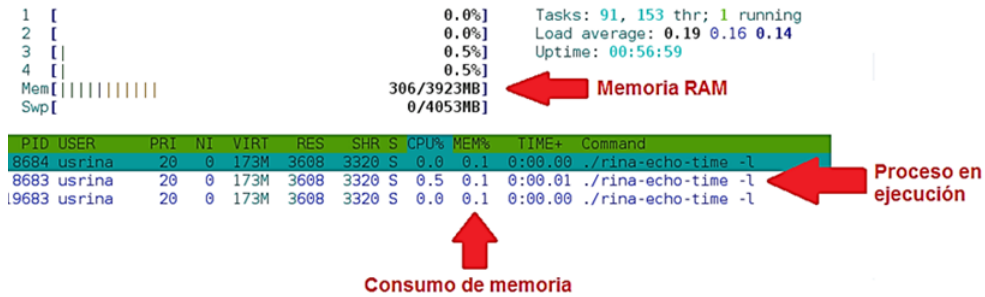 1 [ 0.0%] Tasks: 91, 153 thr; 1 running
2 [ 0.0%] Load average: 0.19 0.16 0.14
3 [| 0.5%] Uptime: 00:56:59
4 [| 0.5%]
Mem[|||||||||||| 306/3923MB] Memoria RAM
Swp[ 0/4053MB]
PID USER PRI NI VIRT RES SHR S CPU% MEM% TIME+ Command
8684 usrina 20 0 173M 3608 3320 S 0.0 0.1 0:00.00 ./rina-echo-time -l
8683 usrina 20 0 173M 3608 3320 S 0.5 0.1 0:00.01 ./rina-echo-time -l
19683 usrina 20 0 173M 3608 3320 S 0.0 0.1 0:00.00 ./rina-echo-time -l
Proceso en
ejecución
Consumo de memoria